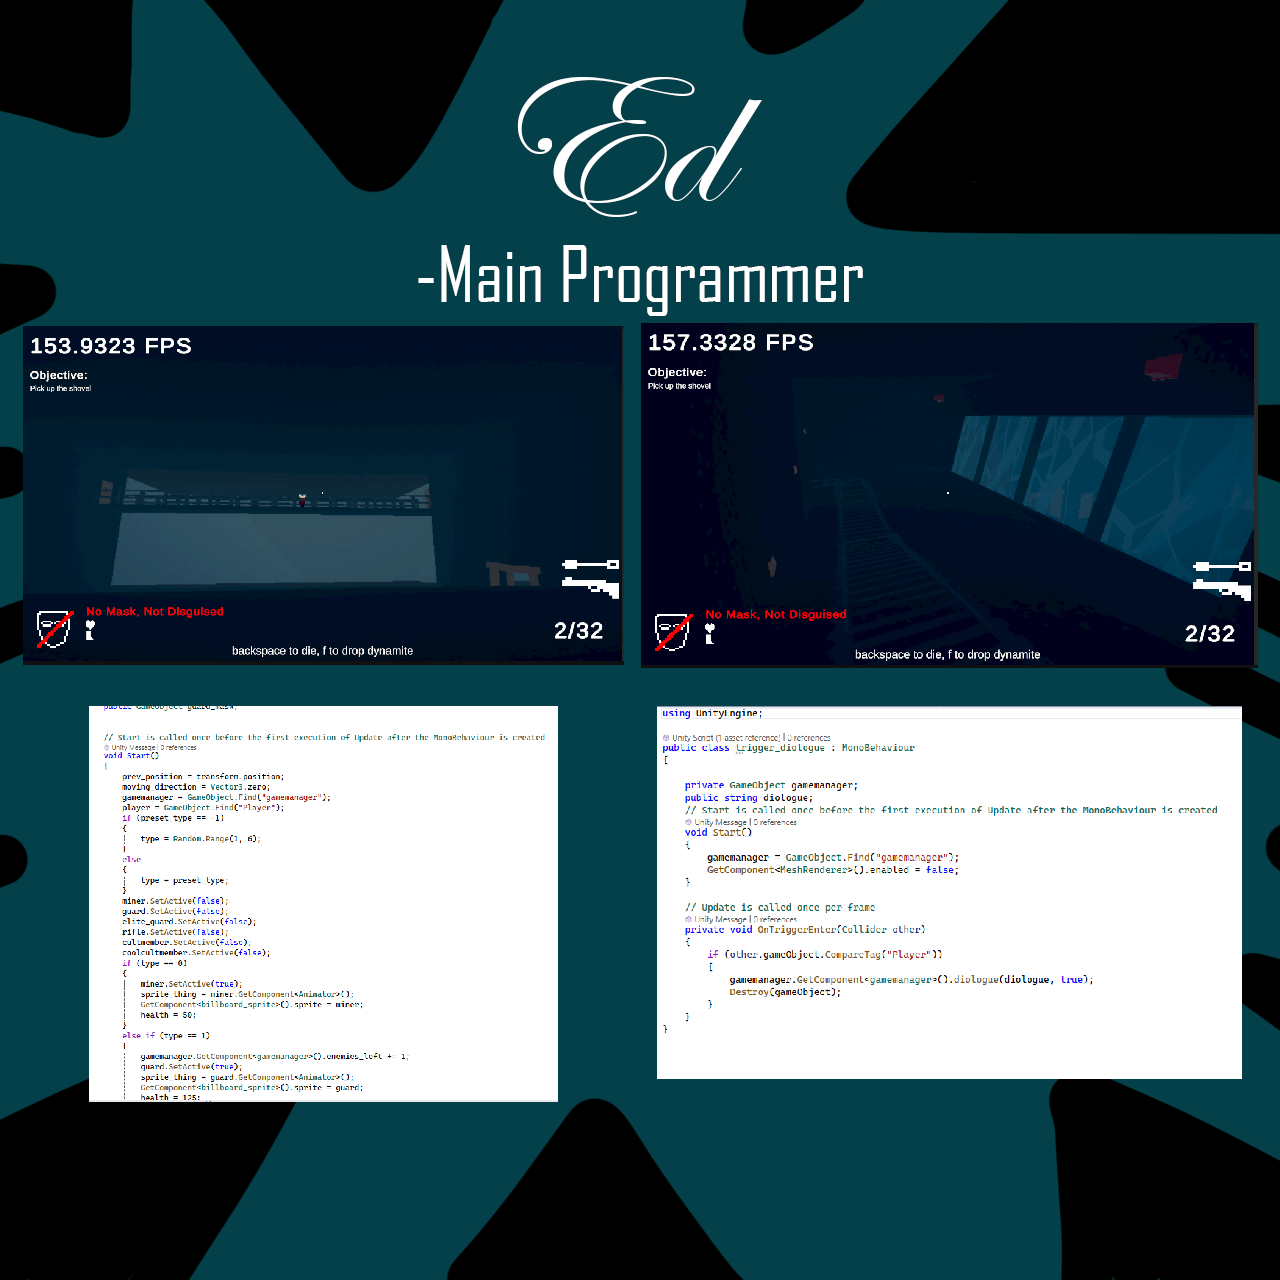 Ed
-Main Programmer
153.9323 FPS
Objective:
Pick up the shovel
No Mask, Not Disguised
2/32
backspace to die, f to drop dynamite
157.3328 FPS
Objective:
Pick up the shovel
No Mask, Not Disguised
2/32
backspace to die, f to drop dynamite
public GameObject guard_mask;
// Start is called once before the first execution of Update after the MonoBehaviour is created
Unity Message | 0 references
void Start()
{
prev_position = transform.position;
moving_direction = Vector3.zero;
gamemanager = GameObject.Find("gamemanager");
player = GameObject.Find("Player");
if (preset_type == -1)
{
type = Random.Range(1, 6);
}
else
{
type = preset_type;
}
miner.SetActive(false);
guard.SetActive(false);
elite_guard.SetActive(false);
rifle.SetActive(false);
cultmember.SetActive(false);
coolcultmember.SetActive(false);
if (type == 0)
{
miner.SetActive(true);
sprite_thing = miner.GetComponent<Animator>();
GetComponent<billboard_sprite>().sprite = miner;
health = 50;
}
else if (type == 1)
{
gamemanager.GetComponent<gamemanager>().enemies_left += 1;
guard.SetActive(true);
sprite_thing = guard.GetComponent<Animator>();
GetComponent<billboard_sprite>().sprite = guard;
health = 125;
using UnityEngine;
Unity Script (1 asset reference) | 0 references
public class trigger_diologue : MonoBehaviour
{
private GameObject gamemanager;
public string diologue;
// Start is called once before the first execution of Update after the MonoBehaviour is created
Unity Message | 0 references
void Start()
{
gamemanager = GameObject.Find("gamemanager");
GetComponent<MeshRenderer>().enabled = false;
}
// Update is called once per frame
Unity Message | 0 references
private void OnTriggerEnter(Collider other)
{
if (other.gameObject.CompareTag("Player"))
{
gamemanager.GetComponent<gamemanager>().diologue(diologue, true);
Destroy(gameObject);
}
}
}